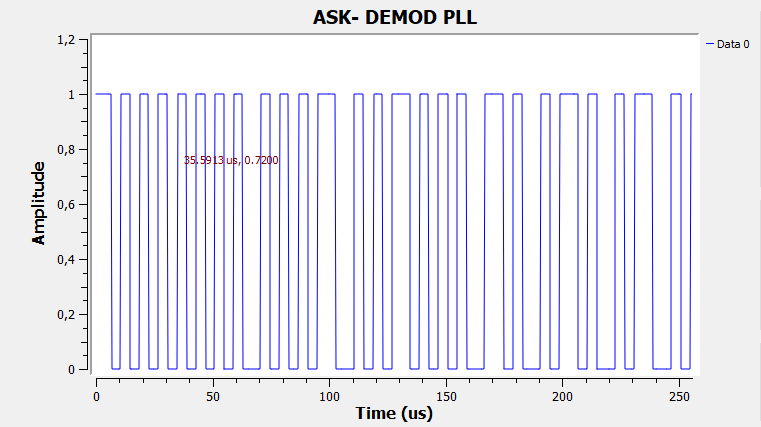 ASK- DEMOD PLL
1,2
Data 0
1
0,8
35.5913 us, 0.7200
Amplitude
0,6
0,4
0,2
0
0 50 100 150 200 250
Time (us)